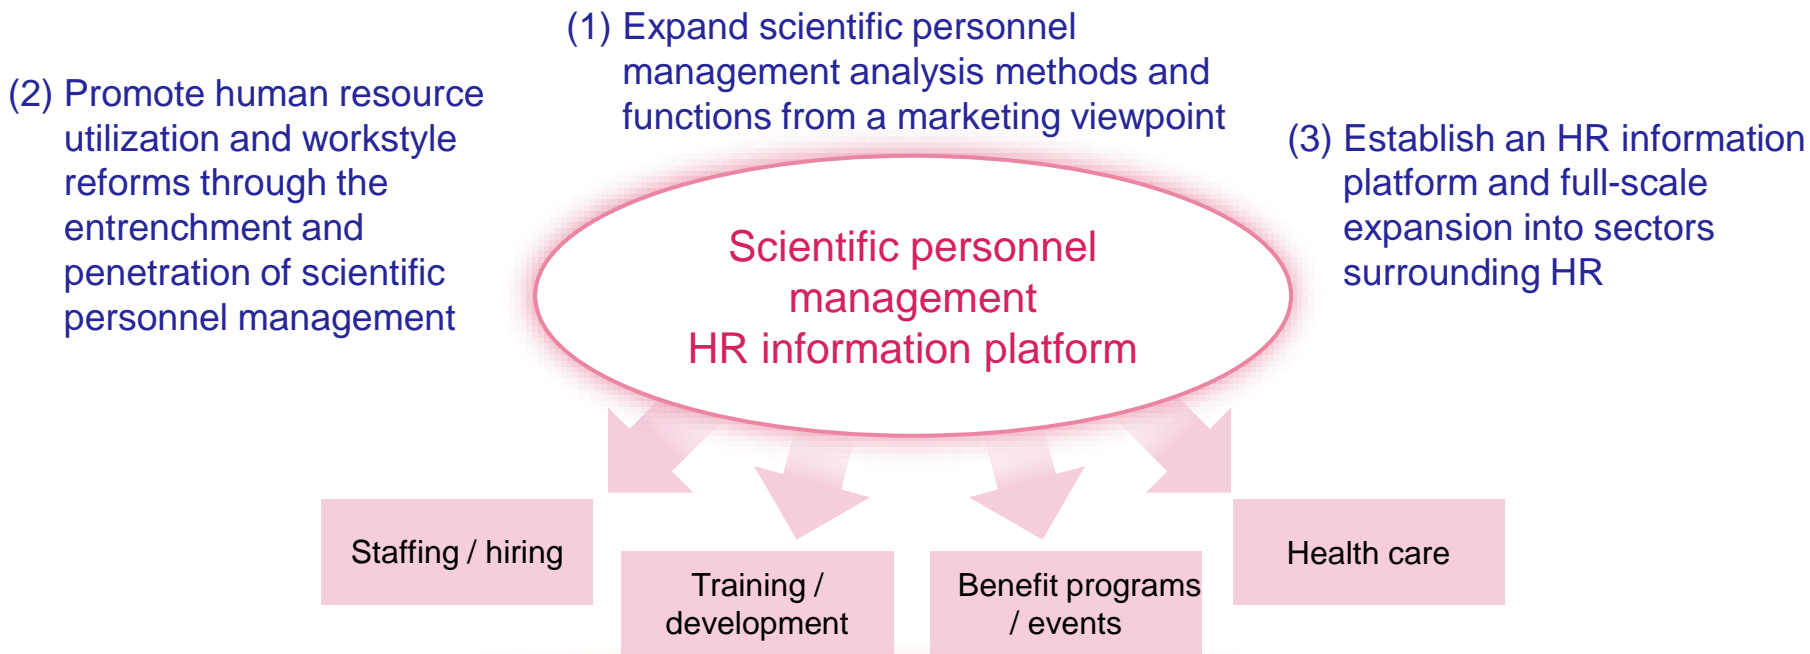 (1) Expand scientific personnel
management analysis methods and
functions from a marketing viewpoint
(2) Promote human resource
utilization and workstyle
reforms through the
entrenchment and
penetration of scientific
personnel management
(3) Establish an HR information
platform and full-scale
expansion into sectors
surrounding HR
Scientific personnel
management
HR information platform
Staffing / hiring
Training /
development
Benefit programs
/ events
Health care